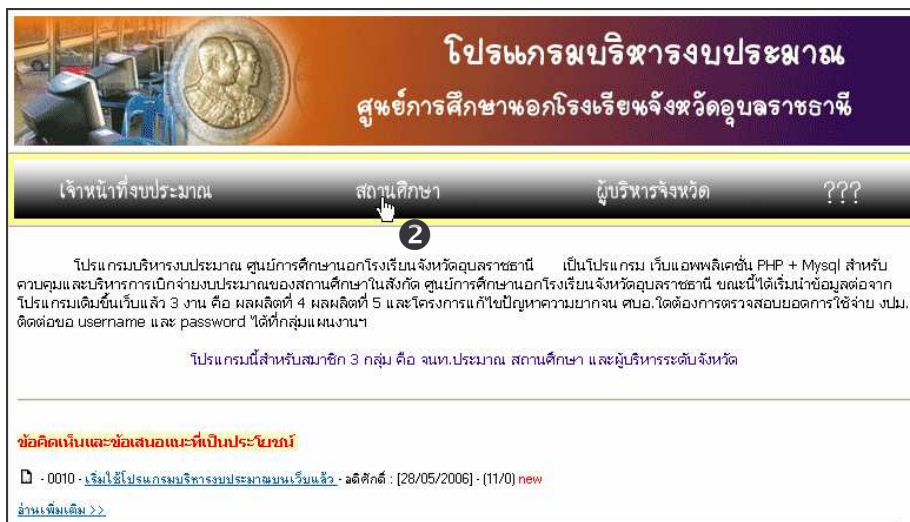 โปรแกรมบริหารงบประมาณ
ศูนย์การศึกษานอกโรงเรียนจังหวัดอุบลราชธานี
เจ้าหน้าที่งบประมาณ สถานศึกษา ผู้บริหารจังหวัด ???
2
โปรแกรมบริหารงบประมาณ ศูนย์การศึกษานอกโรงเรียนจังหวัดอุบลราชธานี เป็นโปรแกรม เว็บแอพพลิเคชั่น PHP + Mysql สำหรับ
ควบคุมและบริหารการเบิกจ่ายงบประมาณของสถานศึกษาในสังกัด ศูนย์การศึกษานอกโรงเรียนจังหวัดอุบลราชธานี ขณะนี้ได้เริ่มนำข้อมูลต่อจาก
โปรแกรมเดิมขึ้นเว็บแล้ว 3 งาน คือ ผลผลิตที่ 4 ผลผลิตที่ 5 และโครงการแก้ไขปัญหาความยากจน ศบอ.ใดต้องการตรวจสอบยอดการใช้จ่าย งปม.
ติดต่อขอ username และ password ได้ที่กลุ่มแผนงานฯ
โปรแกรมนี้สำหรับสมาชิก 3 กลุ่ม คือ จนท.ประมาณ สถานศึกษา และผู้บริหารระดับจังหวัด
ข้อคิดเห็นและข้อเสนอแนะที่เป็นประโยชน์
- 0010 - เริ่มใช้โปรแกรมบริหารงบประมาณบนเว็บแล้ว - อดิศักดิ์ : [28/05/2006] - (11/0) new
อ่านเพิ่มเติม >>